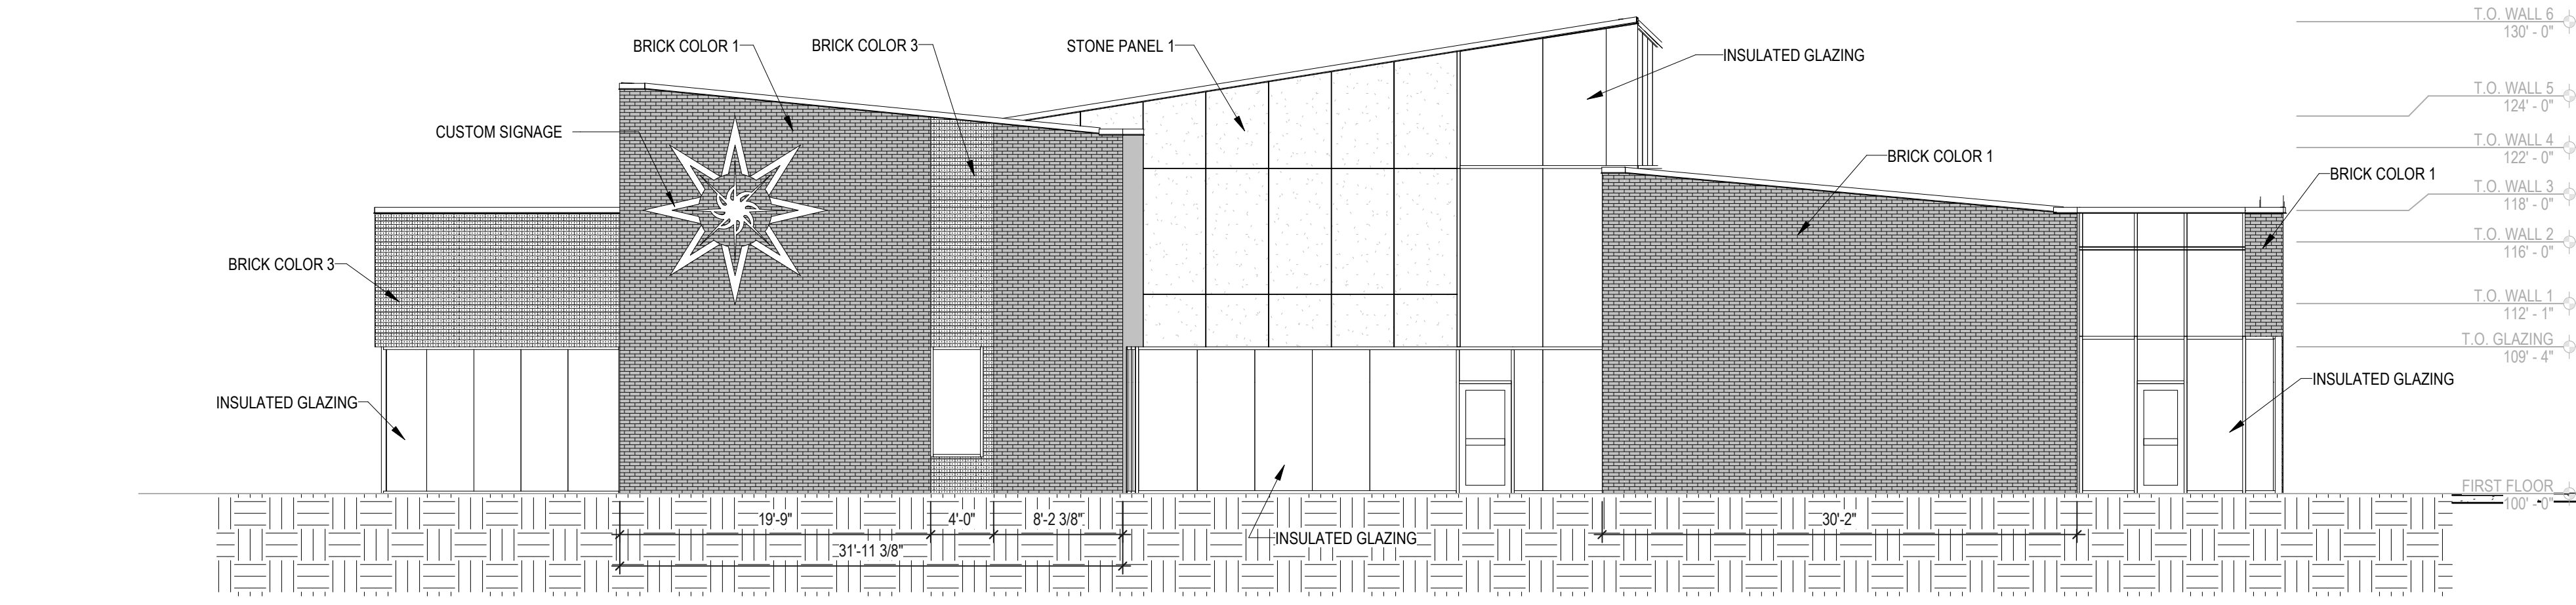 T.O. WALL 6
130' - 0"
BRICK COLOR 1
BRICK COLOR 3
STONE PANEL 1
INSULATED GLAZING
T.O. WALL 5
124' - 0"
CUSTOM SIGNAGE
T.O. WALL 4
122' - 0"
BRICK COLOR 1
BRICK COLOR 1
T.O. WALL 3
118' - 0"
T.O. WALL 2
116' - 0"
BRICK COLOR 3
T.O. WALL 1
112' - 1"
T.O. GLAZING
109' - 4"
INSULATED GLAZING
INSULATED GLAZING
FIRST FLOOR
100' - 0"
19'-9"
4'-0"
8'-2 3/8"
30'-2"
INSULATED GLAZING
31'-11 3/8"